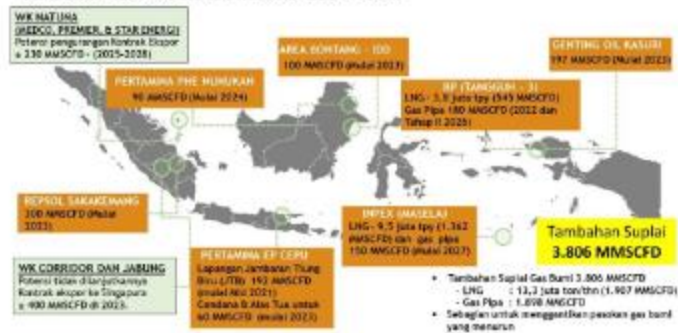 WK NATUNA
(MEDCO, PREMIER, & STAR ENERGI)
Potensi pengurangan Kontrak Ekspor
± 230 MMSCFD - (2025-2028)
AREA BONTANG - IDD
100 MMSCFD (Mulai 2023)
GENTING OIL KASURI
197 MMSCFD (Mulai 2023)
PERTAMINA PHE NUNUKAN
90 MMSCFD (Mulai 2024)
BP (TANGGUH - 3)
LNG - 3,8 juta tpy (545 MMSCFD)
Gas Pipa 180 MMSCFD (2022 dan
Tahap II 2026)
REPSOL SAKAKEMANG
300 MMSCFD (Mulai
2023)
INPEX (MASELA)
LNG - 9,5 juta tpy (1.362
MMSCFD) dan gas pipa
150 MMSCFD (mulai 2027)
Tambahan Suplai
3.806 MMSCFD
WK CORRIDOR DAN JABUNG
Potensi tidak dilanjutkannya
Kontrak ekspor ke Singapura
± 400 MMSCFD di 2023.
PERTAMINA EP CEPU
Lapangan Jambaran Tiung
Biru (JTB) 192 MMSCFD
(mulai 2021)
Cendana & Alas Tua untuk
60 MMSCFD (mulai 2023)
• Tambahan Suplai Gas Bumi 3.806 MMSCFD
- LNG : 13,3 juta ton/thn (1.907 MMSCFD)
- Gas Pipa : 1.898 MMSCFD
• Sebagian untuk menggantikan pasokan gas bumi
yang menurun